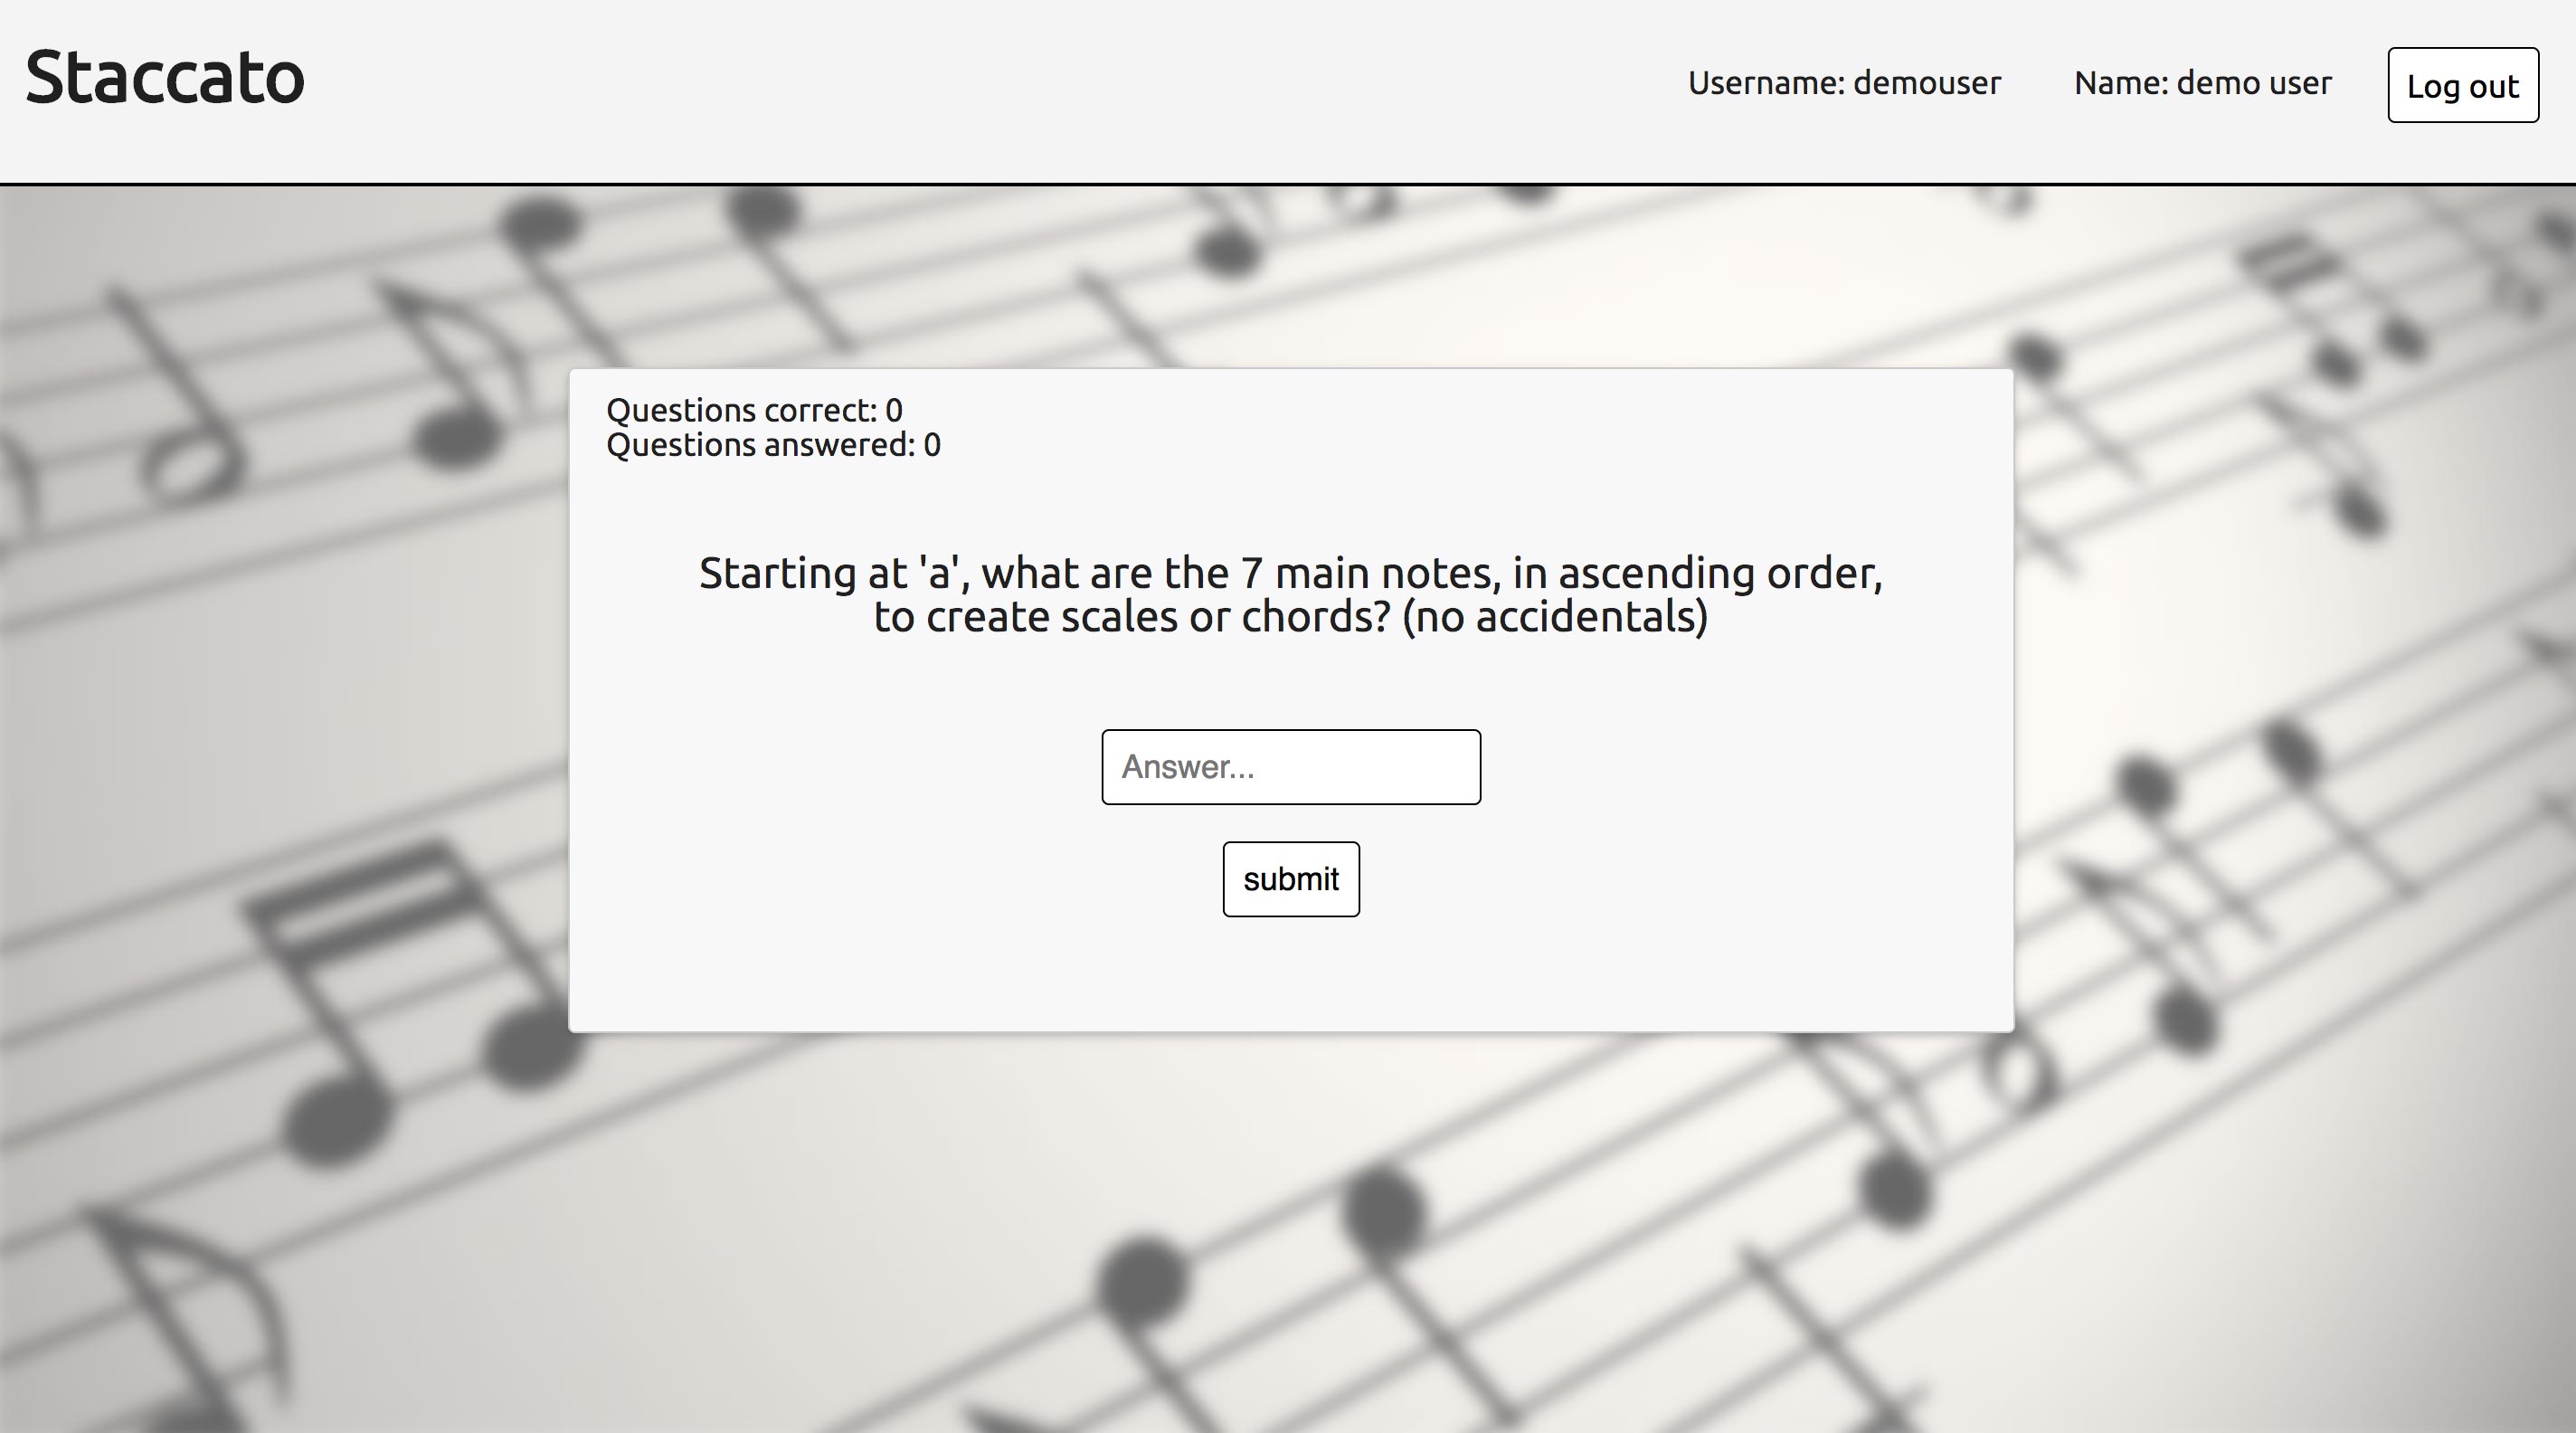 Staccato
Username: demouser
Name: demo user
Log out
Questions correct: 0
Questions answered: 0
Starting at 'a', what are the 7 main notes, in ascending order,
to create scales or chords? (no accidentals)
Answer...
submit